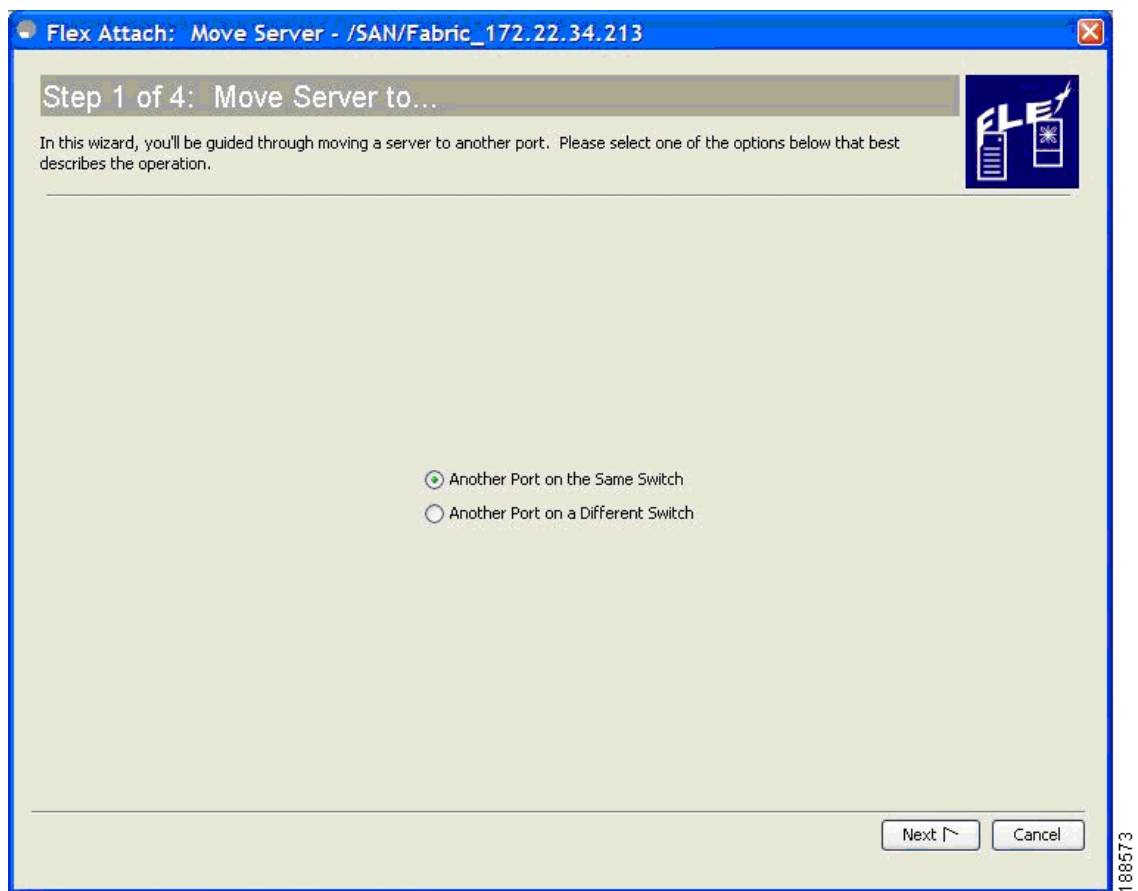 Flex Attach: Move Server - /SAN/Fabric_172.22.34.213
Step 1 of 4: Move Server to...
FLEX
In this wizard, you'll be guided through moving a server to another port. Please select one of the options below that best
describes the operation.
Another Port on the Same Switch
Another Port on a Different Switch
Next
Cancel
188573